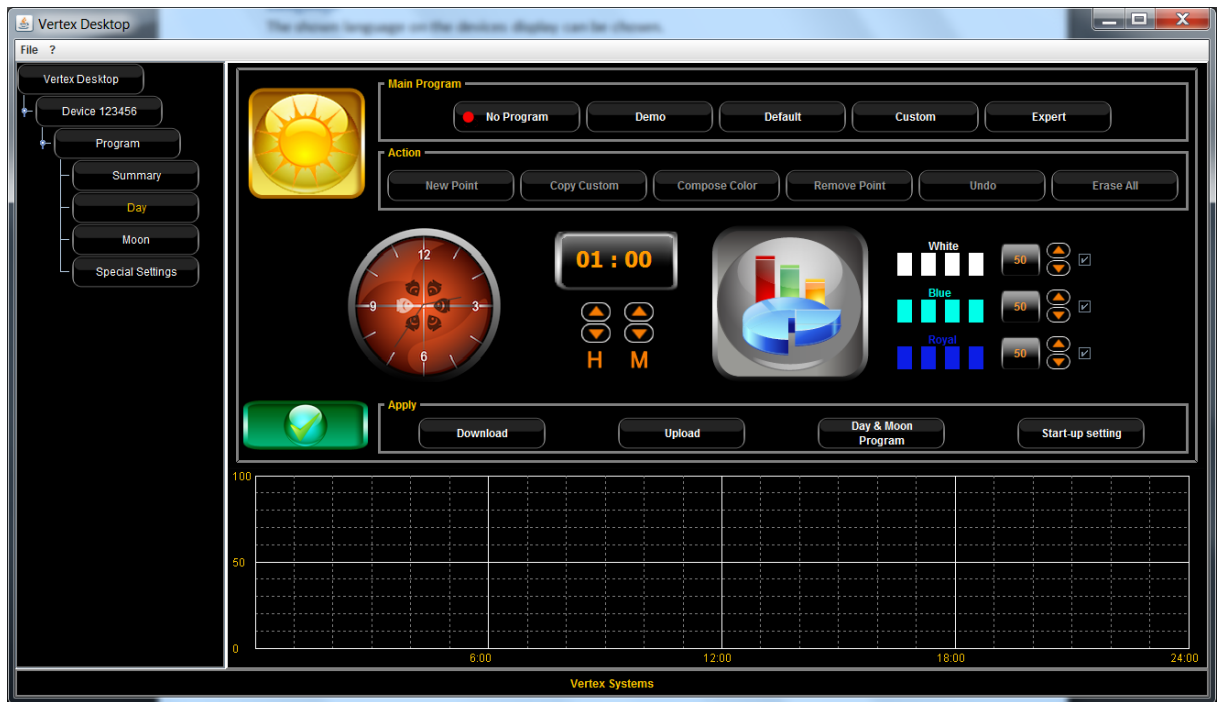 The shown language on the devices display can be chosen.
Vertex Desktop
File ?
Vertex Desktop
Device 123456
Program
Summary
Day
Moon
Special Settings
Main Program
No Program Demo Default Custom Expert
Action
New Point Copy Custom Compose Color Remove Point Undo Erase All
12
9 3
6
01 : 00
H M
White
50
Blue
50
Royal
50
Apply
Download Upload Day & Moon Program Start-up setting
100
50
0
6:00 12:00 18:00 24:00
Vertex Systems